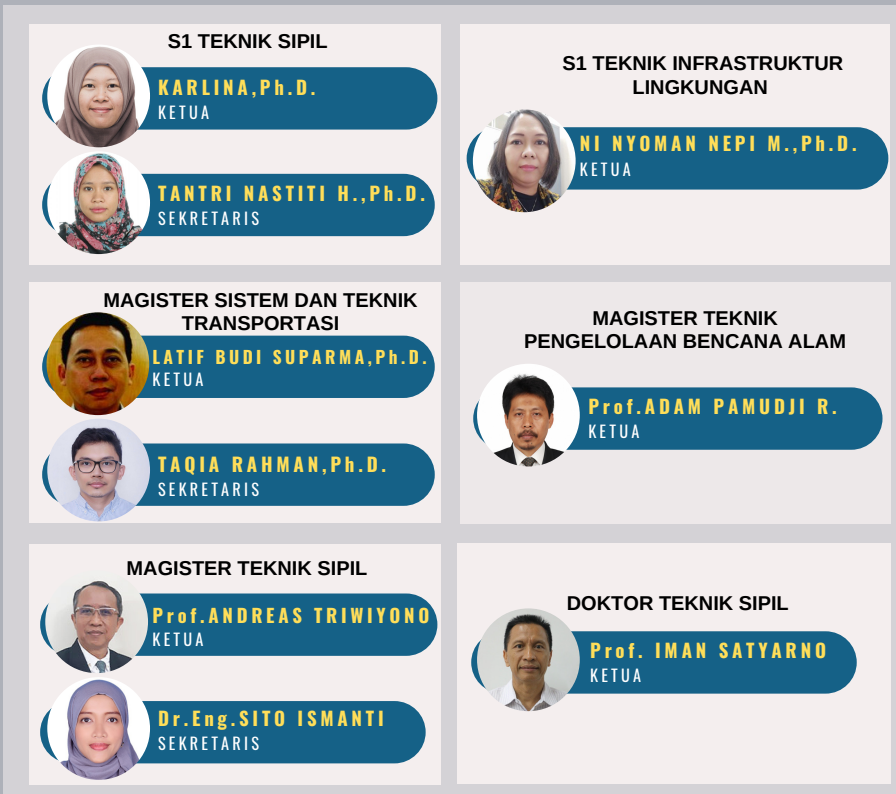 S1 TEKNIK SIPIL
KARLINA,Ph.D.
KETUA
TANTRI NASTITI H.,Ph.D.
SEKRETARIS
S1 TEKNIK INFRASTRUKTUR
LINGKUNGAN
NI NYOMAN NEPI M.,Ph.D.
KETUA
MAGISTER SISTEM DAN TEKNIK
TRANSPORTASI
LATIF BUDI SUPARMA,Ph.D.
KETUA
TAQIA RAHMAN,Ph.D.
SEKRETARIS
MAGISTER TEKNIK
PENGELOLAAN BENCANA ALAM
Prof.ADAM PAMUDJI R.
KETUA
MAGISTER TEKNIK SIPIL
Prof.ANDREAS TRIWIYONO
KETUA
Dr.Eng.SITO ISMANTI
SEKRETARIS
DOKTOR TEKNIK SIPIL
Prof. IMAN SATYARNO
KETUA